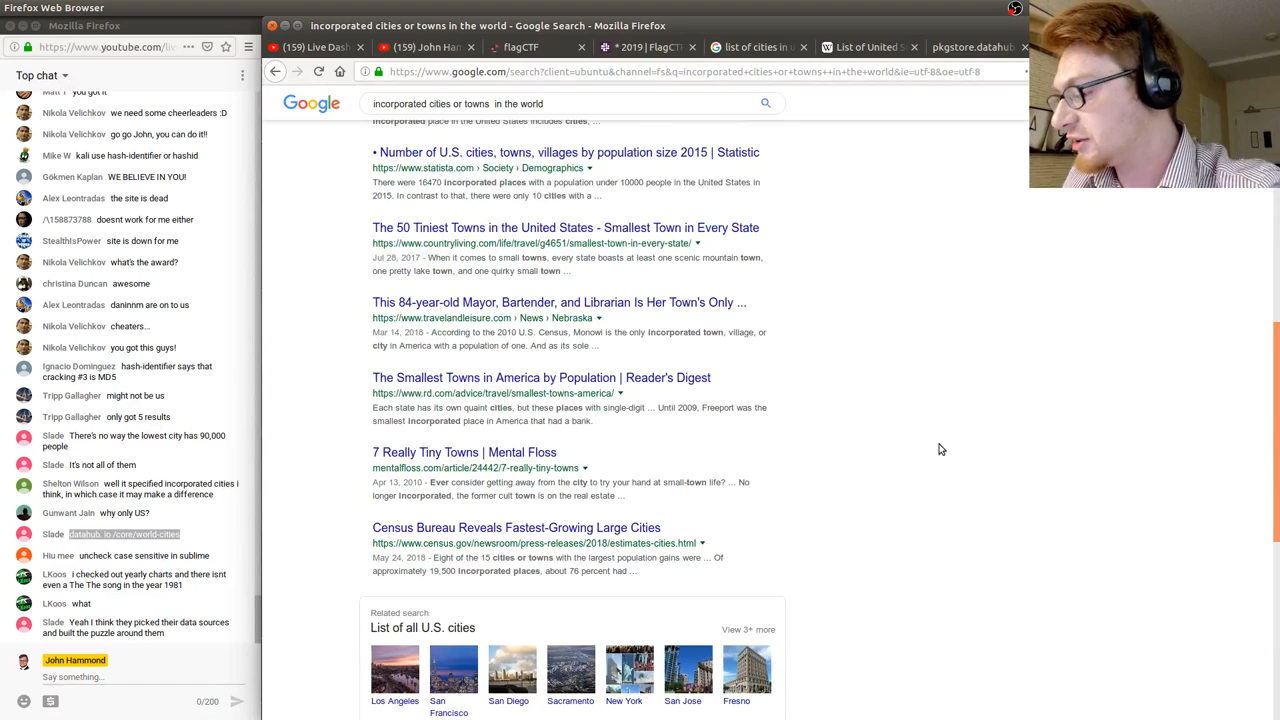 Firefox Web Browser
Mozilla Firefox
https://www.youtube.com/liv
Top chat
Matt T you got it
Nikola Velichkov we need some cheerleaders :D
Nikola Velichkov go go John, you can do it!!
Mike W kali use hash-identifier or hashid
Gökmen Kaplan WE BELIEVE IN YOU!
Alex Leontradas the site is dead
/\158873788 doesnt work for me either
StealthIsPower site is down for me
Nikola Velichkov what's the award?
christina Duncan awesome
Alex Leontradas daninnm are on to us
Nikola Velichkov cheaters...
Nikola Velichkov you got this guys!
Ignacio Dominguez hash-identifier says that
cracking #3 is MD5
Tripp Gallagher might not be us
Tripp Gallagher only got 5 results
Slade There's no way the lowest city has 90,000
people
Slade It's not all of them
Shelton Wilson well it specified incorporated cities i
think, in which case it may make a difference
Gunwant Jain why only US?
Slade datahub. io /core/world-cities
Hlu mee uncheck case sensitive in sublime
LKoos i checked out yearly charts and there isnt
even a The The song in the year 1981
LKoos what
Slade Yeah I think they picked their data sources
and built the puzzle around them
John Hammond
Say something...
0/200
Incorporated cities or towns in the world - Google Search - Mozilla Firefox
(159) Live Das
(159) John Han
flagCTF
* 2019 | FlagCT
list of cities in u
List of United S
pkgstore.datahub
https://www.google.com/search?client=ubuntu&channel=fs&q=incorporated+cities+or+towns++in+the+world&ie=utf-8&oe=utf-8
Google
incorporated cities or towns in the world
incorporated place in the United States includes cities, ...
• Number of U.S. cities, towns, villages by population size 2015 | Statistic
https://www.statista.com › Society › Demographics
There were 16470 incorporated places with a population under 10000 people in the United States in
2015. In contrast to that, there were only 10 cities with a ...
The 50 Tiniest Towns in the United States - Smallest Town in Every State
https://www.countryliving.com/life/travel/g4651/smallest-town-in-every-state/
Jul 28, 2017 - When it comes to small towns, every state boasts at least one scenic mountain town,
one pretty lake town, and one quirky small town ...
This 84-year-old Mayor, Bartender, and Librarian Is Her Town's Only ...
https://www.travelandleisure.com › News › Nebraska
Mar 14, 2018 - According to the 2010 U.S. Census, Monowi is the only incorporated town, village, or
city in America with a population of one. And as its sole ...
The Smallest Towns in America by Population | Reader's Digest
https://www.rd.com/advice/travel/smallest-towns-america/
Each state has its own quaint cities, but these places with single-digit ... Until 2009, Freeport was the
smallest incorporated place in America that had a bank.
7 Really Tiny Towns | Mental Floss
mentalfloss.com/article/24442/7-really-tiny-towns
Apr 13, 2010 - Ever consider getting away from the city to try your hand at small-town life? ... No
longer incorporated, the former cult town is on the real estate ...
Census Bureau Reveals Fastest-Growing Large Cities
https://www.census.gov/newsroom/press-releases/2018/estimates-cities.html
May 24, 2018 - Eight of the 15 cities or towns with the largest population gains were ... Of
approximately 19,500 incorporated places, about 76 percent had ...
Related search
List of all U.S. cities
View 3+ more
Los Angeles
San Francisco
San Diego
Sacramento
New York
San Jose
Fresno